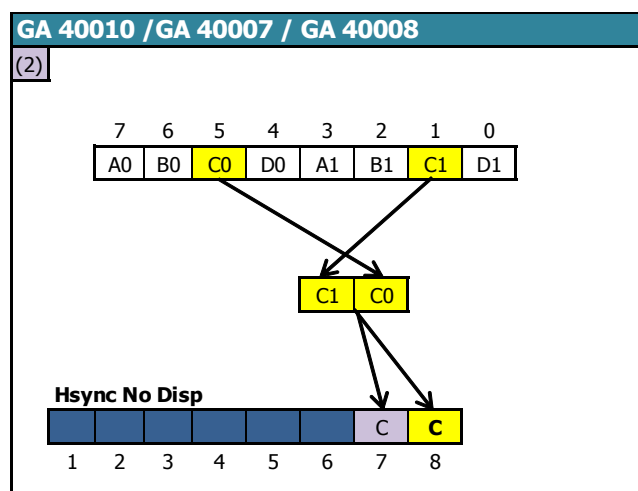 GA 40010 /GA 40007 / GA 40008
(2)
7 6 5 4 3 2 1 0
A0 B0 C0 D0 A1 B1 C1 D1
C1 C0
Hsync No Disp
C C
1 2 3 4 5 6 7 8